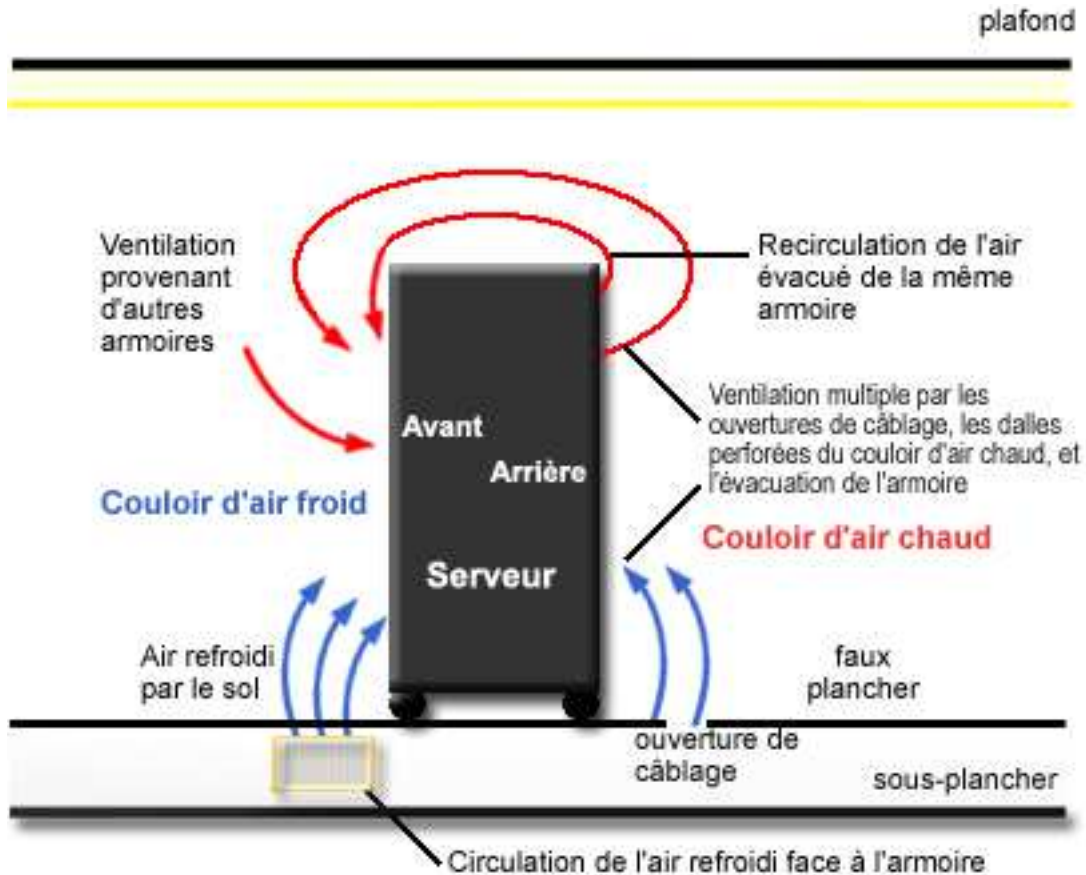 plafond
Ventilation
provenant
d'autres
armoires
Recirculation de l'air
évacué de la même
armoire
Ventilation multiple par les
ouvertures de câblage, les dalles
perforées du couloir d'air chaud, et
l'évacuation de l'armoire
Avant
Arrière
Couloir d'air froid
Couloir d'air chaud
Serveur
Air refroidi
par le sol
faux
plancher
ouverture de
câblage
sous-plancher
Circulation de l'air refroidi face à l'armoire